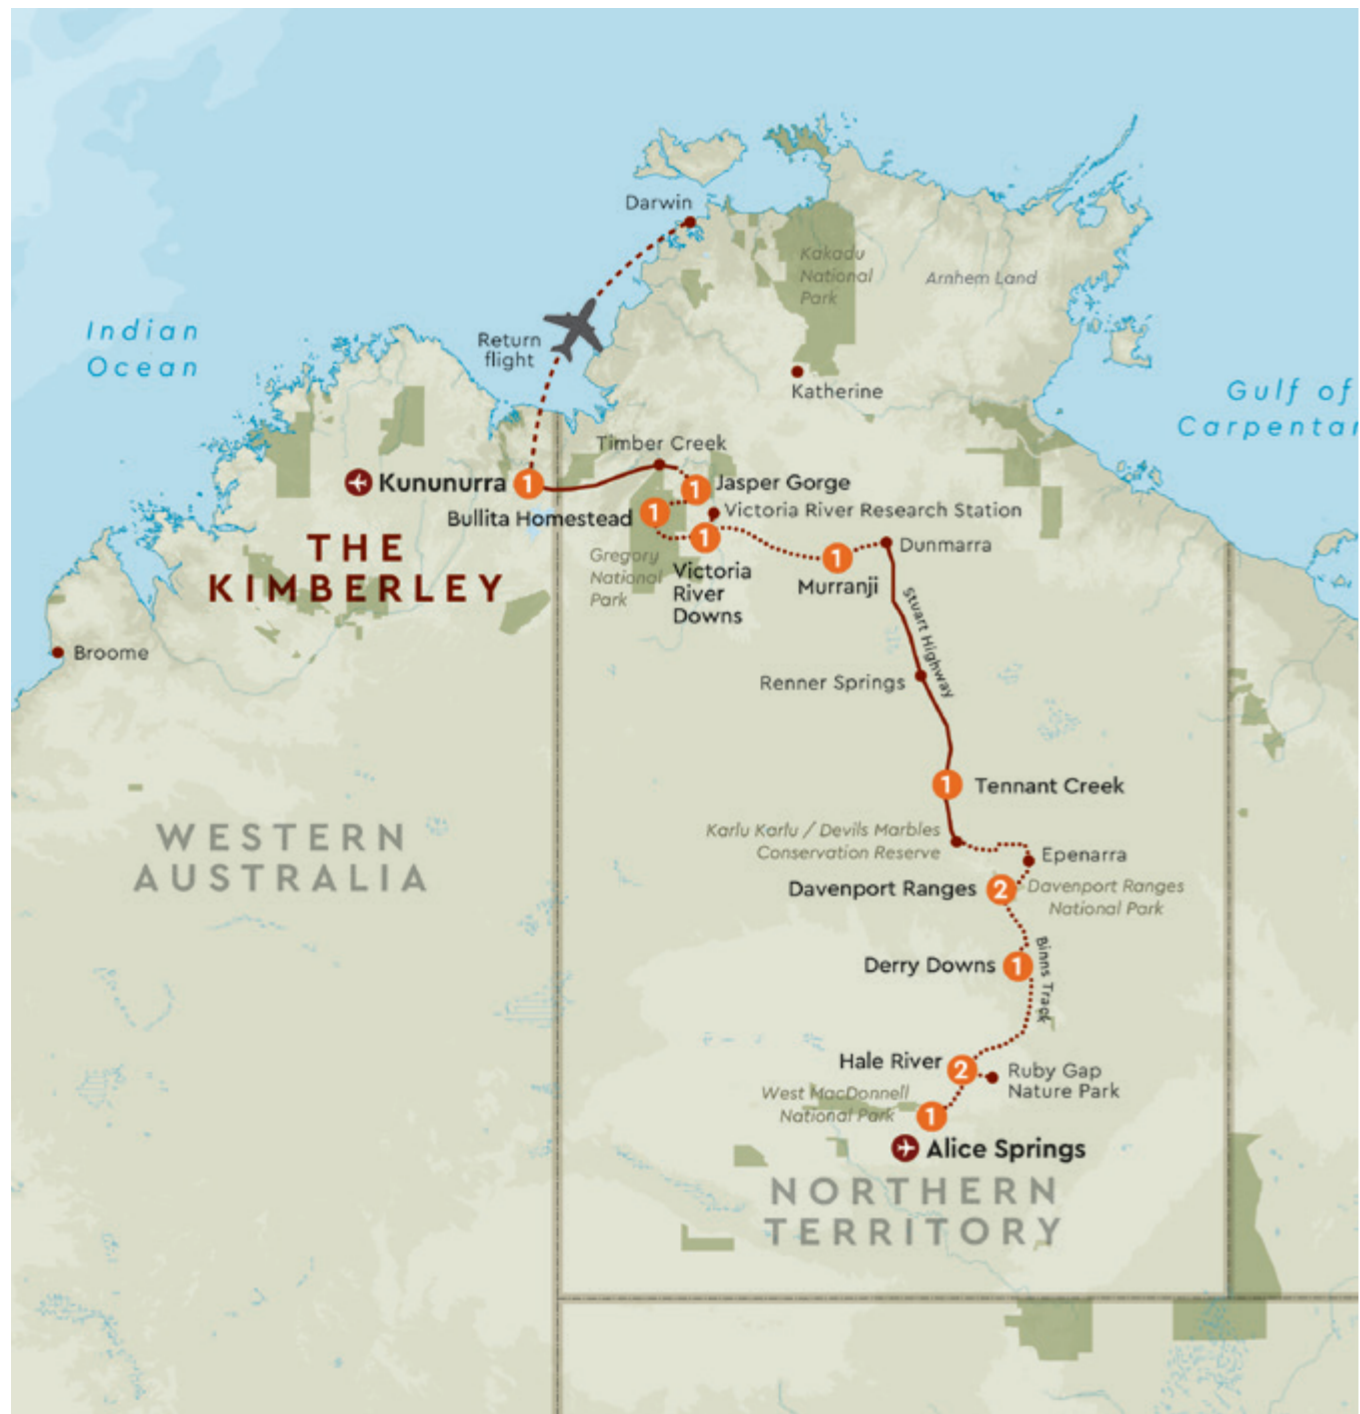 Darwin
Kakadu
National
Park
Arnhem Land
Indian
Ocean
Return
flight
Katherine
Gulf of
Carpentar
Timber Creek
Kununurra
1
1
Jasper Gorge
Bullita Homestead
1
Victoria River Research Station
1
THE
KIMBERLEY
Gregory
National
Park
Victoria
River
Downs
1
Murranji
Dunmarra
Stuart Highway
Broome
Renner Springs
1
Tennant Creek
WESTERN
AUSTRALIA
Karlu Karlu / Devils Marbles
Conservation Reserve
Epenarra
Davenport Ranges
2
Davenport Ranges
National Park
Derry Downs
1
Binns Track
Hale River
2
Ruby Gap
Nature Park
West MacDonnell
National Park
1
Alice Springs
NORTHERN
TERRITORY